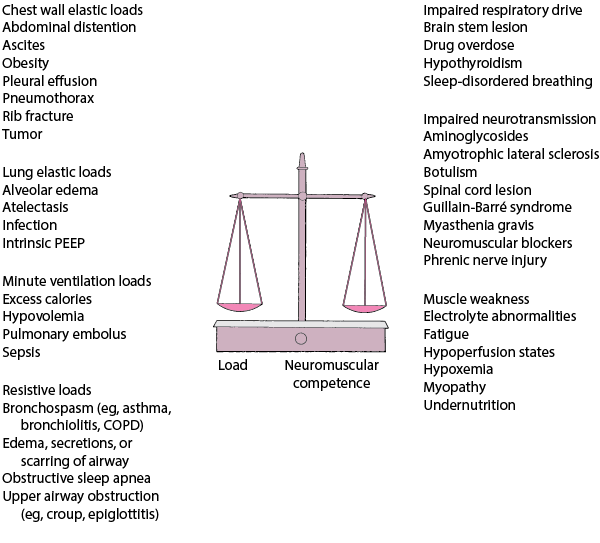 Chest wall elastic loads
Abdominal distention
Ascites
Obesity
Pleural effusion
Pneumothorax
Rib fracture
Tumor
Lung elastic loads
Alveolar edema
Atelectasis
Infection
Intrinsic PEEP
Minute ventilation loads
Excess calories
Hypovolemia
Pulmonary embolus
Sepsis
Resistive loads
Bronchospasm (eg, asthma,
bronchiolitis, COPD)
Edema, secretions, or
scarring of airway
Obstructive sleep apnea
Upper airway obstruction
(eg, croup, epiglottitis)
Load
Neuromuscular
competence
Impaired respiratory drive
Brain stem lesion
Drug overdose
Hypothyroidism
Sleep-disordered breathing
Impaired neurotransmission
Aminoglycosides
Amyotrophic lateral sclerosis
Botulism
Spinal cord lesion
Guillain-Barré syndrome
Myasthenia gravis
Neuromuscular blockers
Phrenic nerve injury
Muscle weakness
Electrolyte abnormalities
Fatigue
Hypoperfusion states
Hypoxemia
Myopathy
Undernutrition